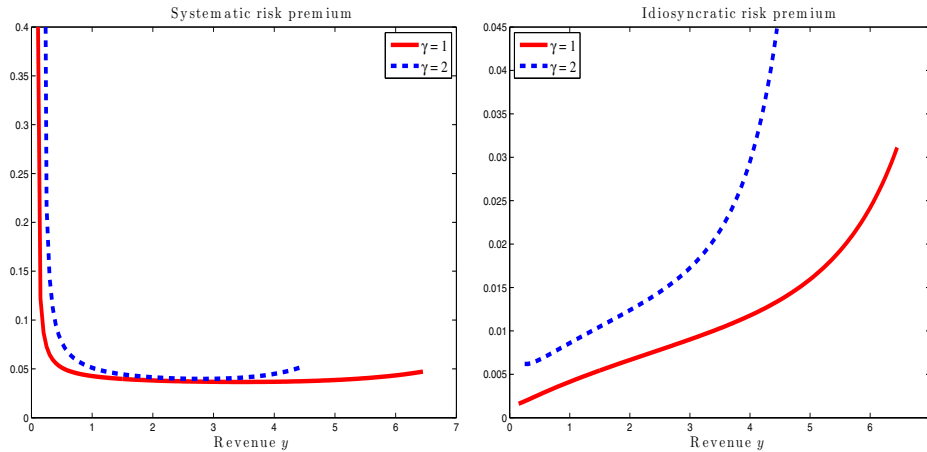 Systematic risk premium
0.4
0.35
0.3
0.25
0.2
0.15
0.1
0.05
0
0 1 2 3 4 5 6 7
Revenue y
γ = 1
γ = 2
Idiosyncratic risk premium
0.045
0.04
0.035
0.03
0.025
0.02
0.015
0.01
0.005
0
0 1 2 3 4 5 6
Revenue y
γ = 1
γ = 2